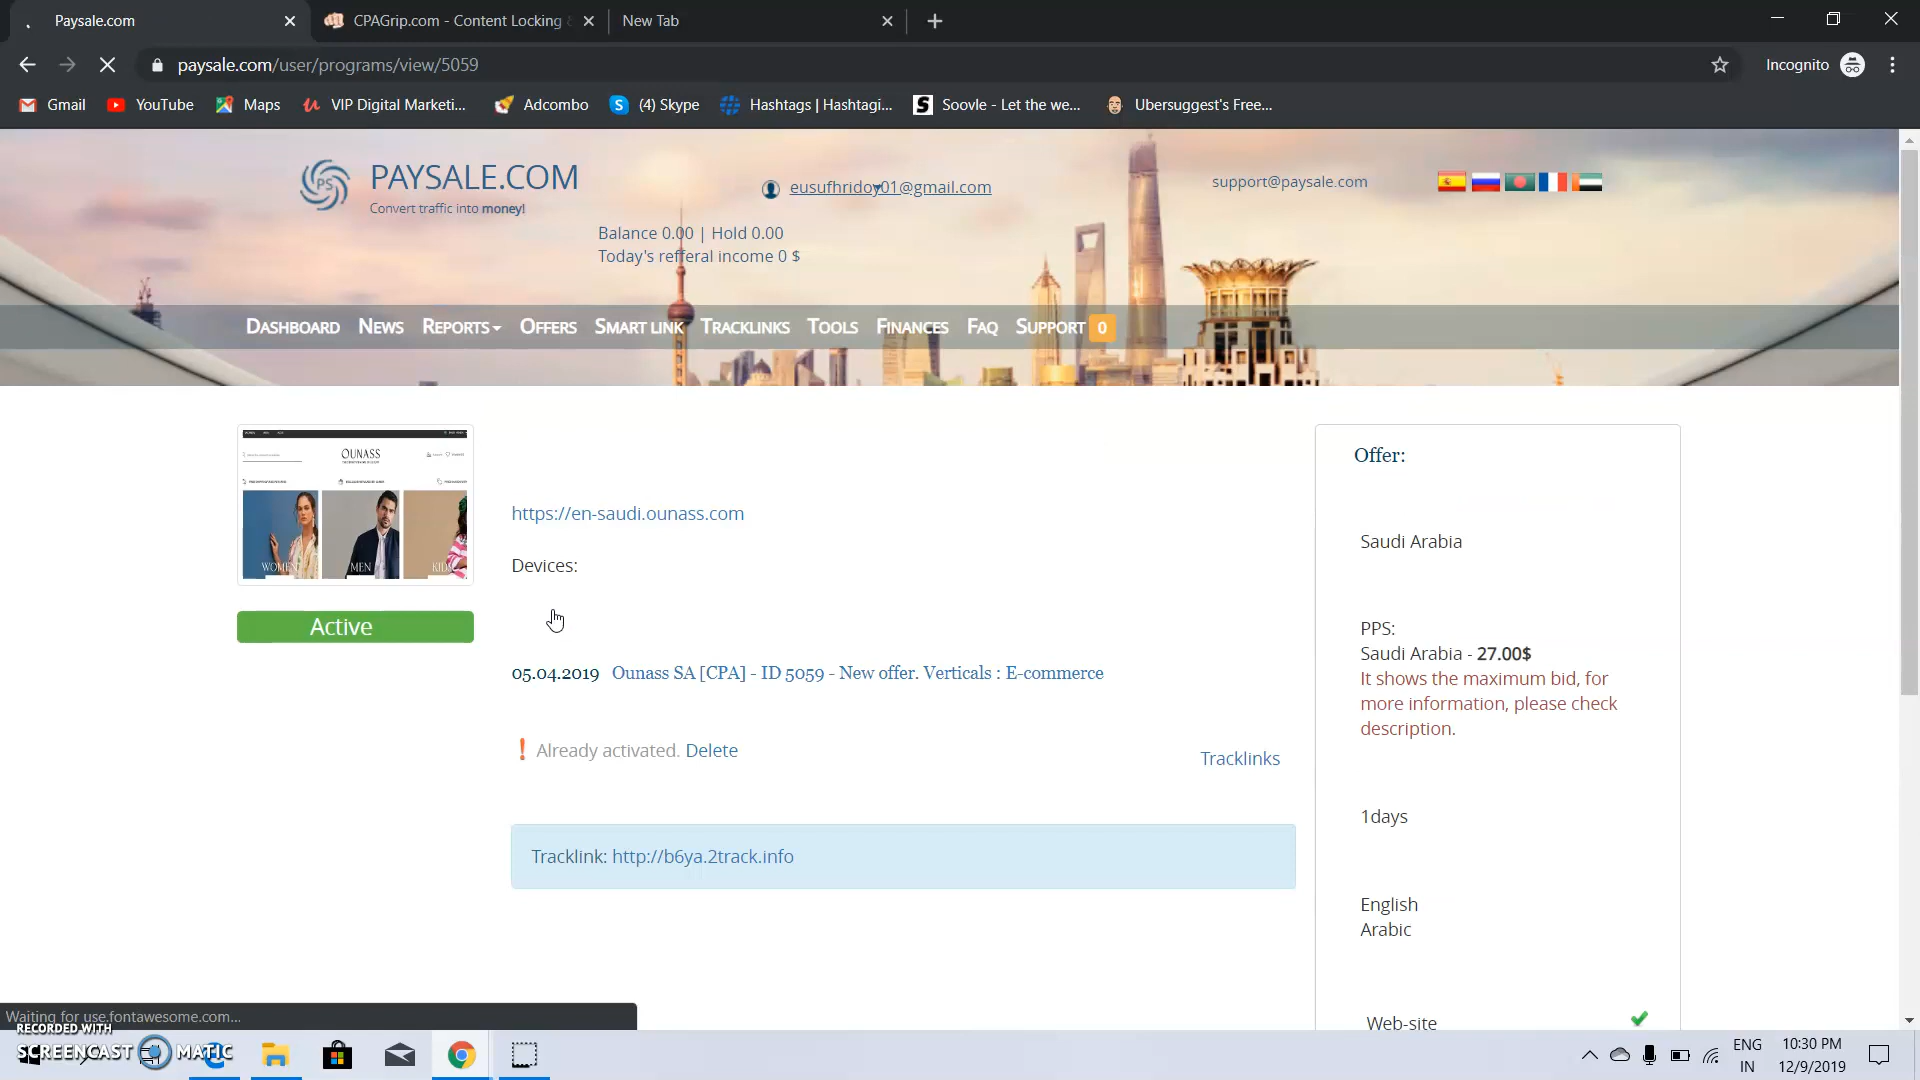 Paysale.com
CPAGrip.com - Content Locking
New Tab
paysale.com/user/programs/view/5059
Incognito
Gmail
YouTube
Maps
VIP Digital Marketi...
Adcombo
(4) Skype
Hashtags | Hashtagi...
Soovle - Let the we...
Ubersuggest's Free...
PAYSALE.COM
Convert traffic into money!
eusufhridoy01@gmail.com
support@paysale.com
Balance 0.00 | Hold 0.00
Today's refferal income 0 $
DASHBOARD NEWS REPORTS OFFERS SMART LINK TRACKLINKS TOOLS FINANCES FAQ SUPPORT 0
OUNASS
WOMEN
MEN
KIDS
Active
https://en-saudi.ounass.com
Devices:
05.04.2019 Ounass SA [CPA] - ID 5059 - New offer. Verticals : E-commerce
Already activated. Delete
Tracklinks
Tracklink: http://b6ya.2track.info
Offer:
Saudi Arabia
PPS:
Saudi Arabia - 27.00$
It shows the maximum bid, for
more information, please check
description.
1days
English
Arabic
Web-site
Waiting for use.fontawesome.com...
RECORDED WITH
SCREENCAST MATIC
ENG
IN
10:30 PM
12/9/2019